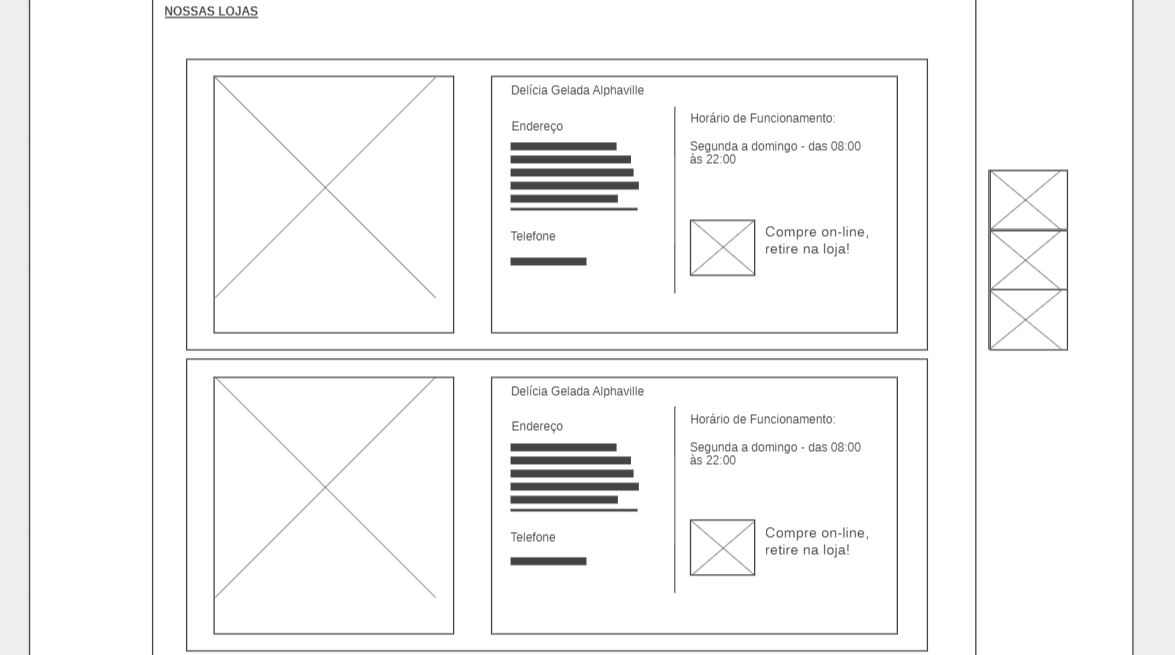 NOSSAS LOJAS
Delícia Gelada Alphaville
Endereço
Telefone
Horário de Funcionamento:
Segunda a domingo - das 08:00
às 22:00
Compre on-line,
retire na loja!
Delícia Gelada Alphaville
Endereço
Telefone
Horário de Funcionamento:
Segunda a domingo - das 08:00
às 22:00
Compre on-line,
retire na loja!